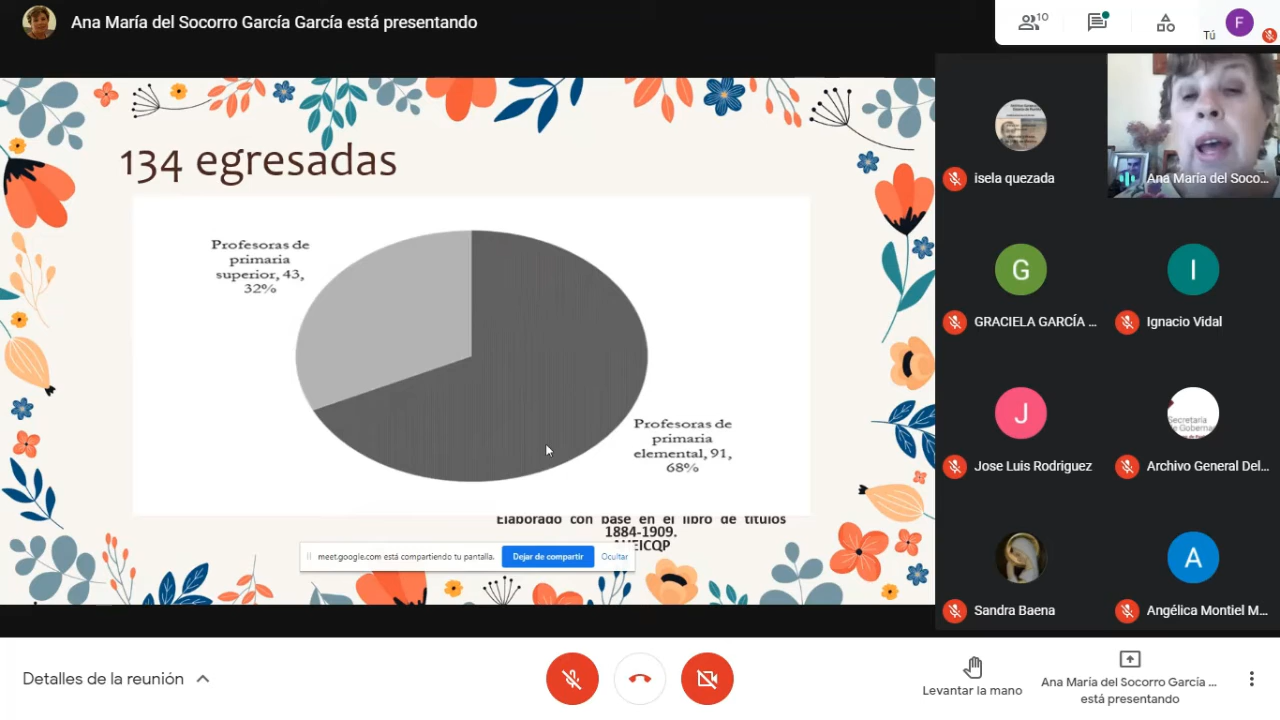 Ana María del Socorro García García está presentando
10
Tú
F
134 egresadas
Profesoras de
primaria
superior, 43,
32%
Profesoras de
primaria
elemental, 91,
68%
Elaborado con base en el libro de títulos
1884-1909.
meet.google.com está compartiendo tu pantalla.
Dejar de compartir
Ocultar
isela quezada
Ana María del Soco...
G
GRACIELA GARCÍA ...
I
Ignacio Vidal
J
Jose Luis Rodriguez
Secretaría
Archivo General Del...
Sandra Baena
A
Angélica Montiel M...
Detalles de la reunión
Levantar la mano
Ana María del Socorro García ...
está presentando